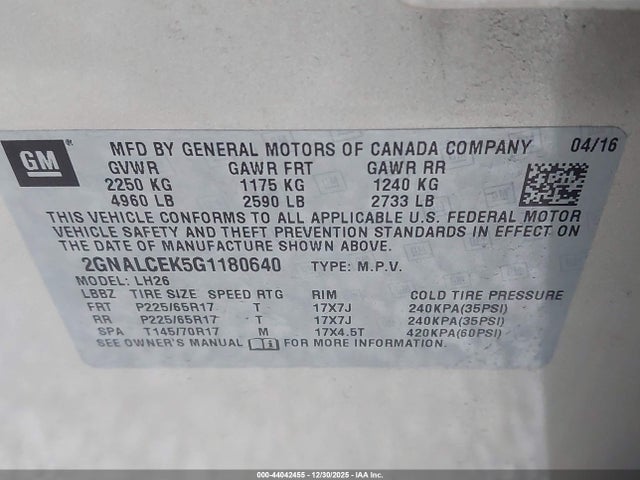 GM
MFD BY GENERAL MOTORS OF CANADA COMPANY 04/16
GVWR GAWR FRT GAWR RR
2250 KG 1175 KG 1240 KG
4960 LB 2590 LB 2733 LB
THIS VEHICLE CONFORMS TO ALL APPLICABLE U.S. FEDERAL MOTOR
VEHICLE SAFETY AND THEFT PREVENTION STANDARDS IN EFFECT ON
THE DATE OF MANUFACTURE SHOWN ABOVE.
2GNALCEK5G1180640 TYPE: M.P.V.
MODEL: LH26
LBBZ TIRE SIZE SPEED RTG RIM COLD TIRE PRESSURE
FRT P225/65R17 T 17X7J 240KPA(35PSI)
RR P225/65R17 T 17X7J 240KPA(35PSI)
SPA T145/70R17 M 17X4.5T 420KPA(60PSI)
SEE OWNER'S MANUAL FOR MORE INFORMATION.
000-44042455 - 12/30/2025 - IAA Inc.